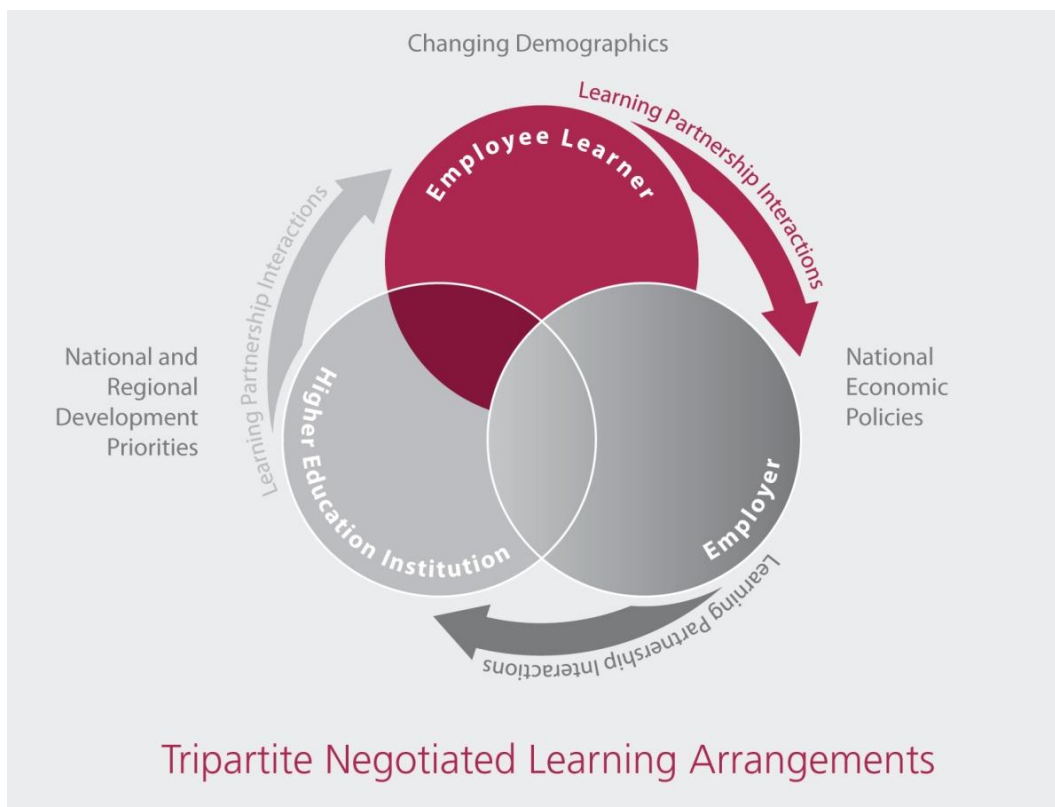 Changing Demographics
Learning Partnership Interactions
Employee Learner
Learning Partnership Interactions
National and
Regional
Development
Priorities
National
Economic
Policies
Higher Education Institution
Employer
Learning Partnership Interactions
Tripartite Negotiated Learning Arrangements